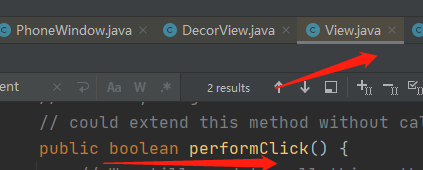 PhoneWindow.java DecorView.java View.java
ent Aa W .* 2 results
// could extend this method without cal
public boolean performClick() {